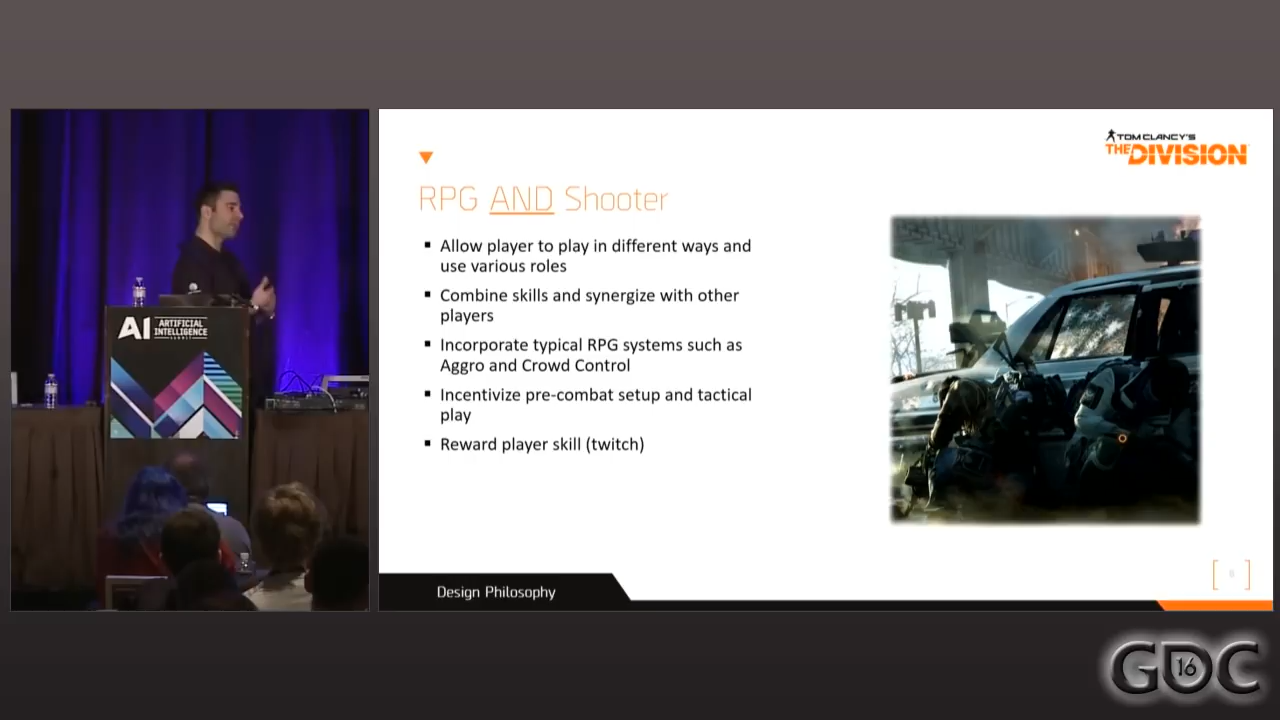 AI ARTIFICIAL
INTELLIGENCE
SUMMIT
TOM CLANCY'S
THE DIVISION
RPG AND Shooter
▪ Allow player to play in different ways and
use various roles
▪ Combine skills and synergize with other
players
▪ Incorporate typical RPG systems such as
Aggro and Crowd Control
▪ Incentivize pre-combat setup and tactical
play
▪ Reward player skill (twitch)
Design Philosophy
GDC 16